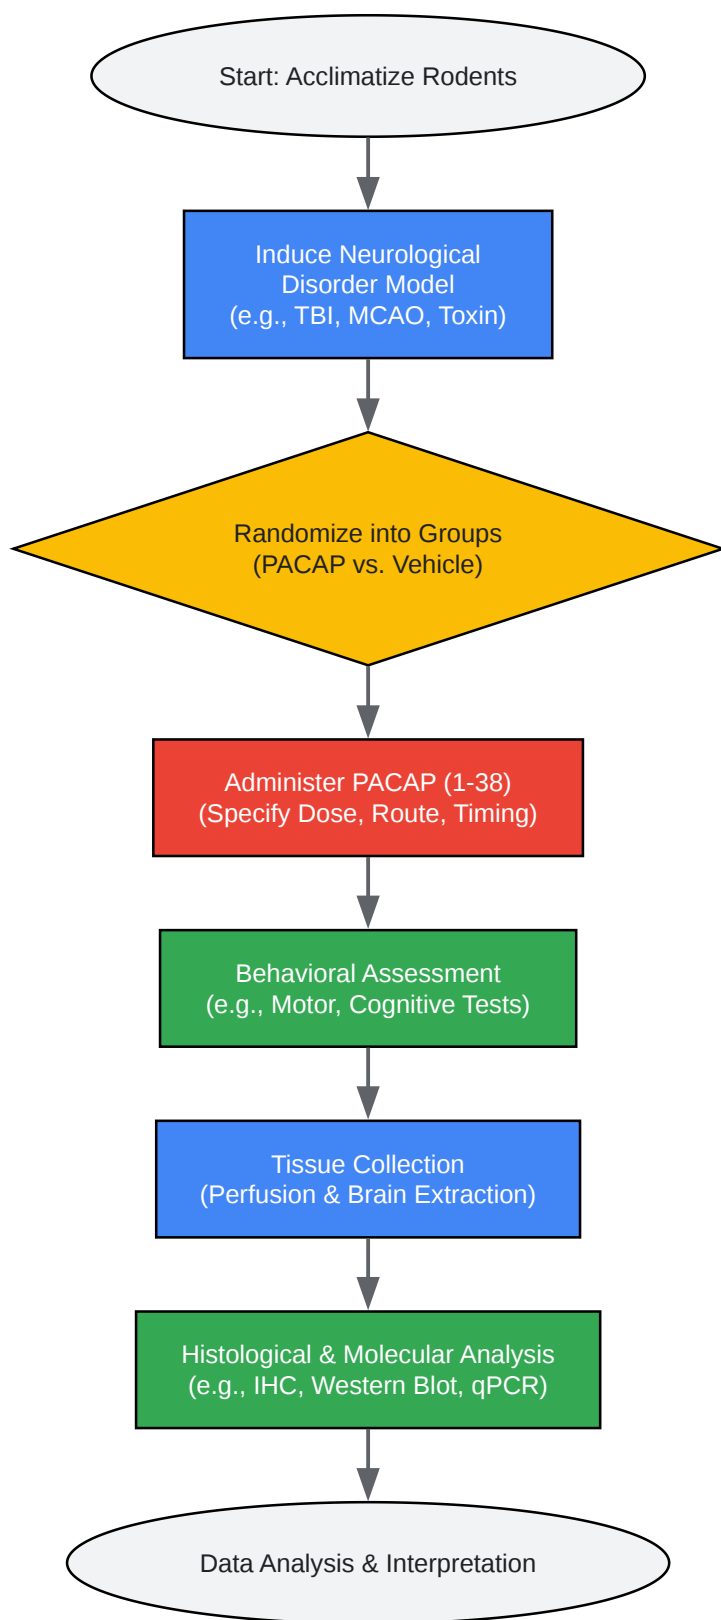 Start: Acclimatize Rodents
Induce Neurological
Disorder Model
(e.g., TBI, MCAO, Toxin)
Randomize into Groups
(PACAP vs. Vehicle)
Administer PACAP (1-38)
(Specify Dose, Route, Timing)
Behavioral Assessment
(e.g., Motor, Cognitive Tests)
Tissue Collection
(Perfusion & Brain Extraction)
Histological & Molecular Analysis
(e.g., IHC, Western Blot, qPCR)
Data Analysis & Interpretation